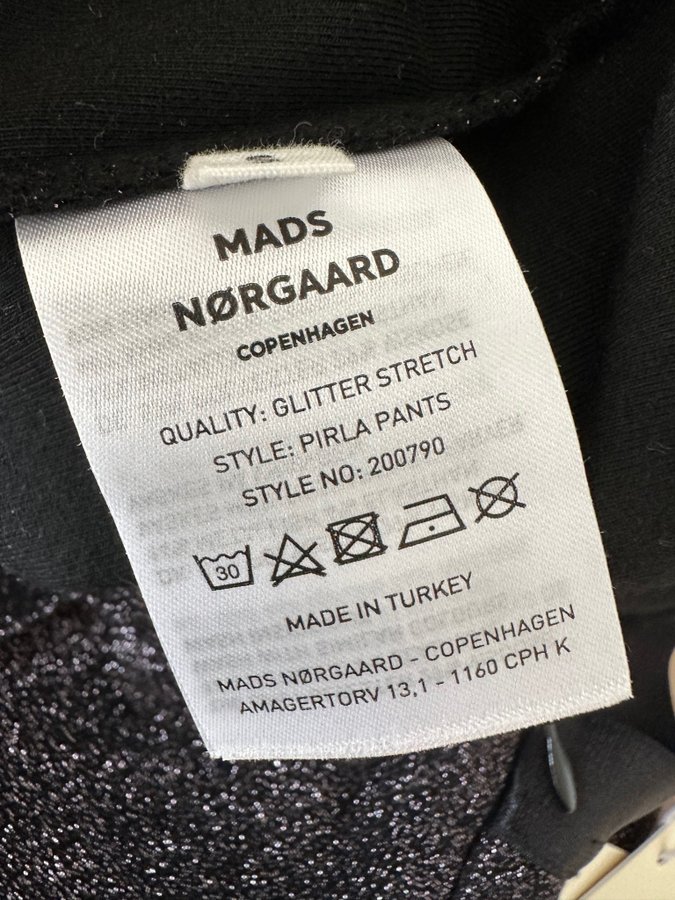 MADS
NØRGAARD
COPENHAGEN
QUALITY: GLITTER STRETCH
STYLE: PIRLA PANTS
STYLE NO: 200790
30
MADE IN TURKEY
MADS NØRGAARD - COPENHAGEN
AMAGERTORV 13,1 - 1160 CPH K